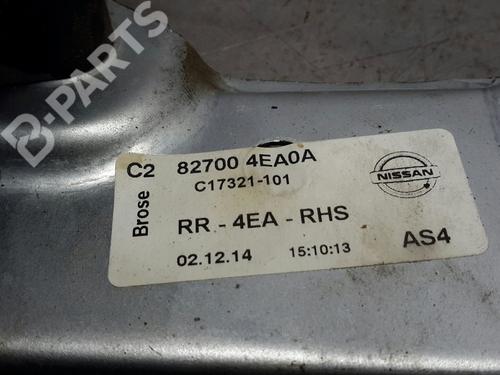 B-PARTS
C2 82700 4EA0A
C17321-101
Brose
NISSAN
RR - 4EA - RHS
02.12.14 15:10:13 AS4